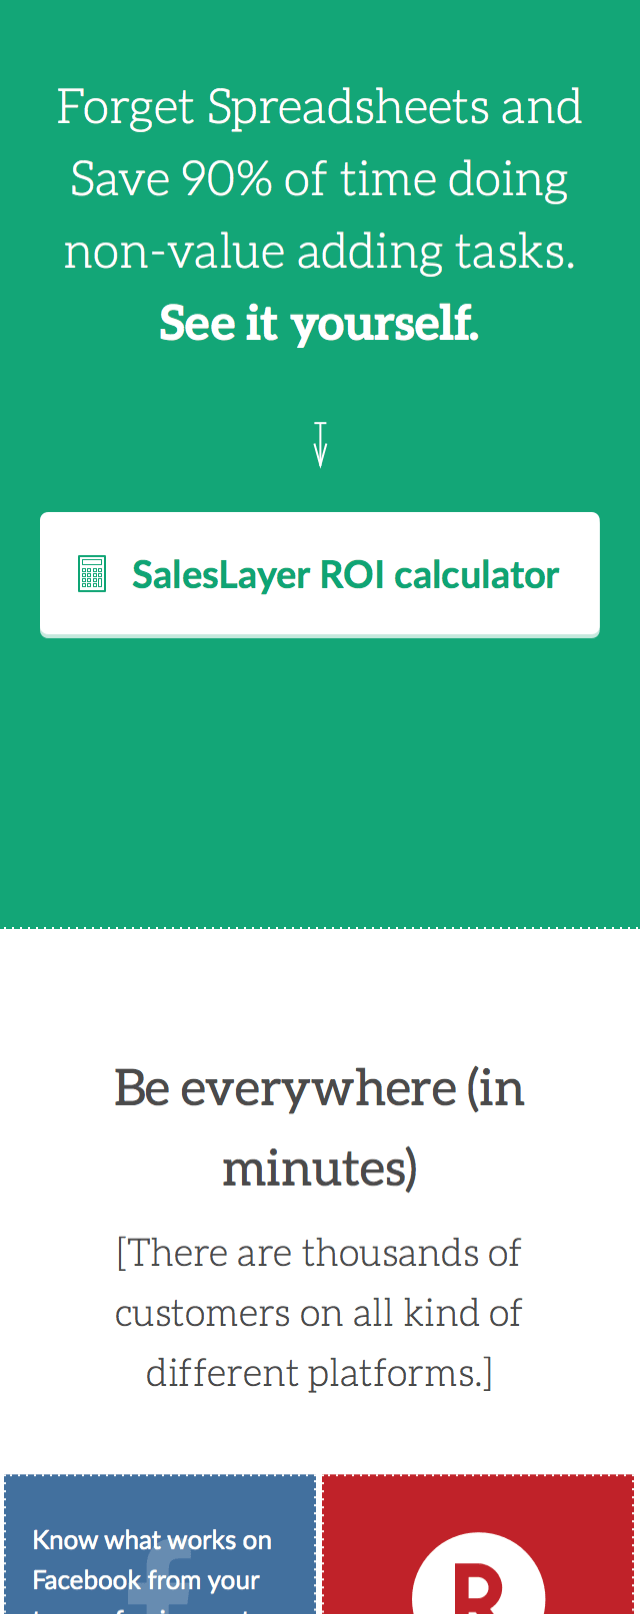 Forget Spreadsheets and
Save 90% of time doing
non-value adding tasks.
See it yourself.
SalesLayer ROI calculator
Be everywhere (in
minutes)
[There are thousands of
customers on all kind of
different platforms.]
Know what works on
Facebook from your
f
R